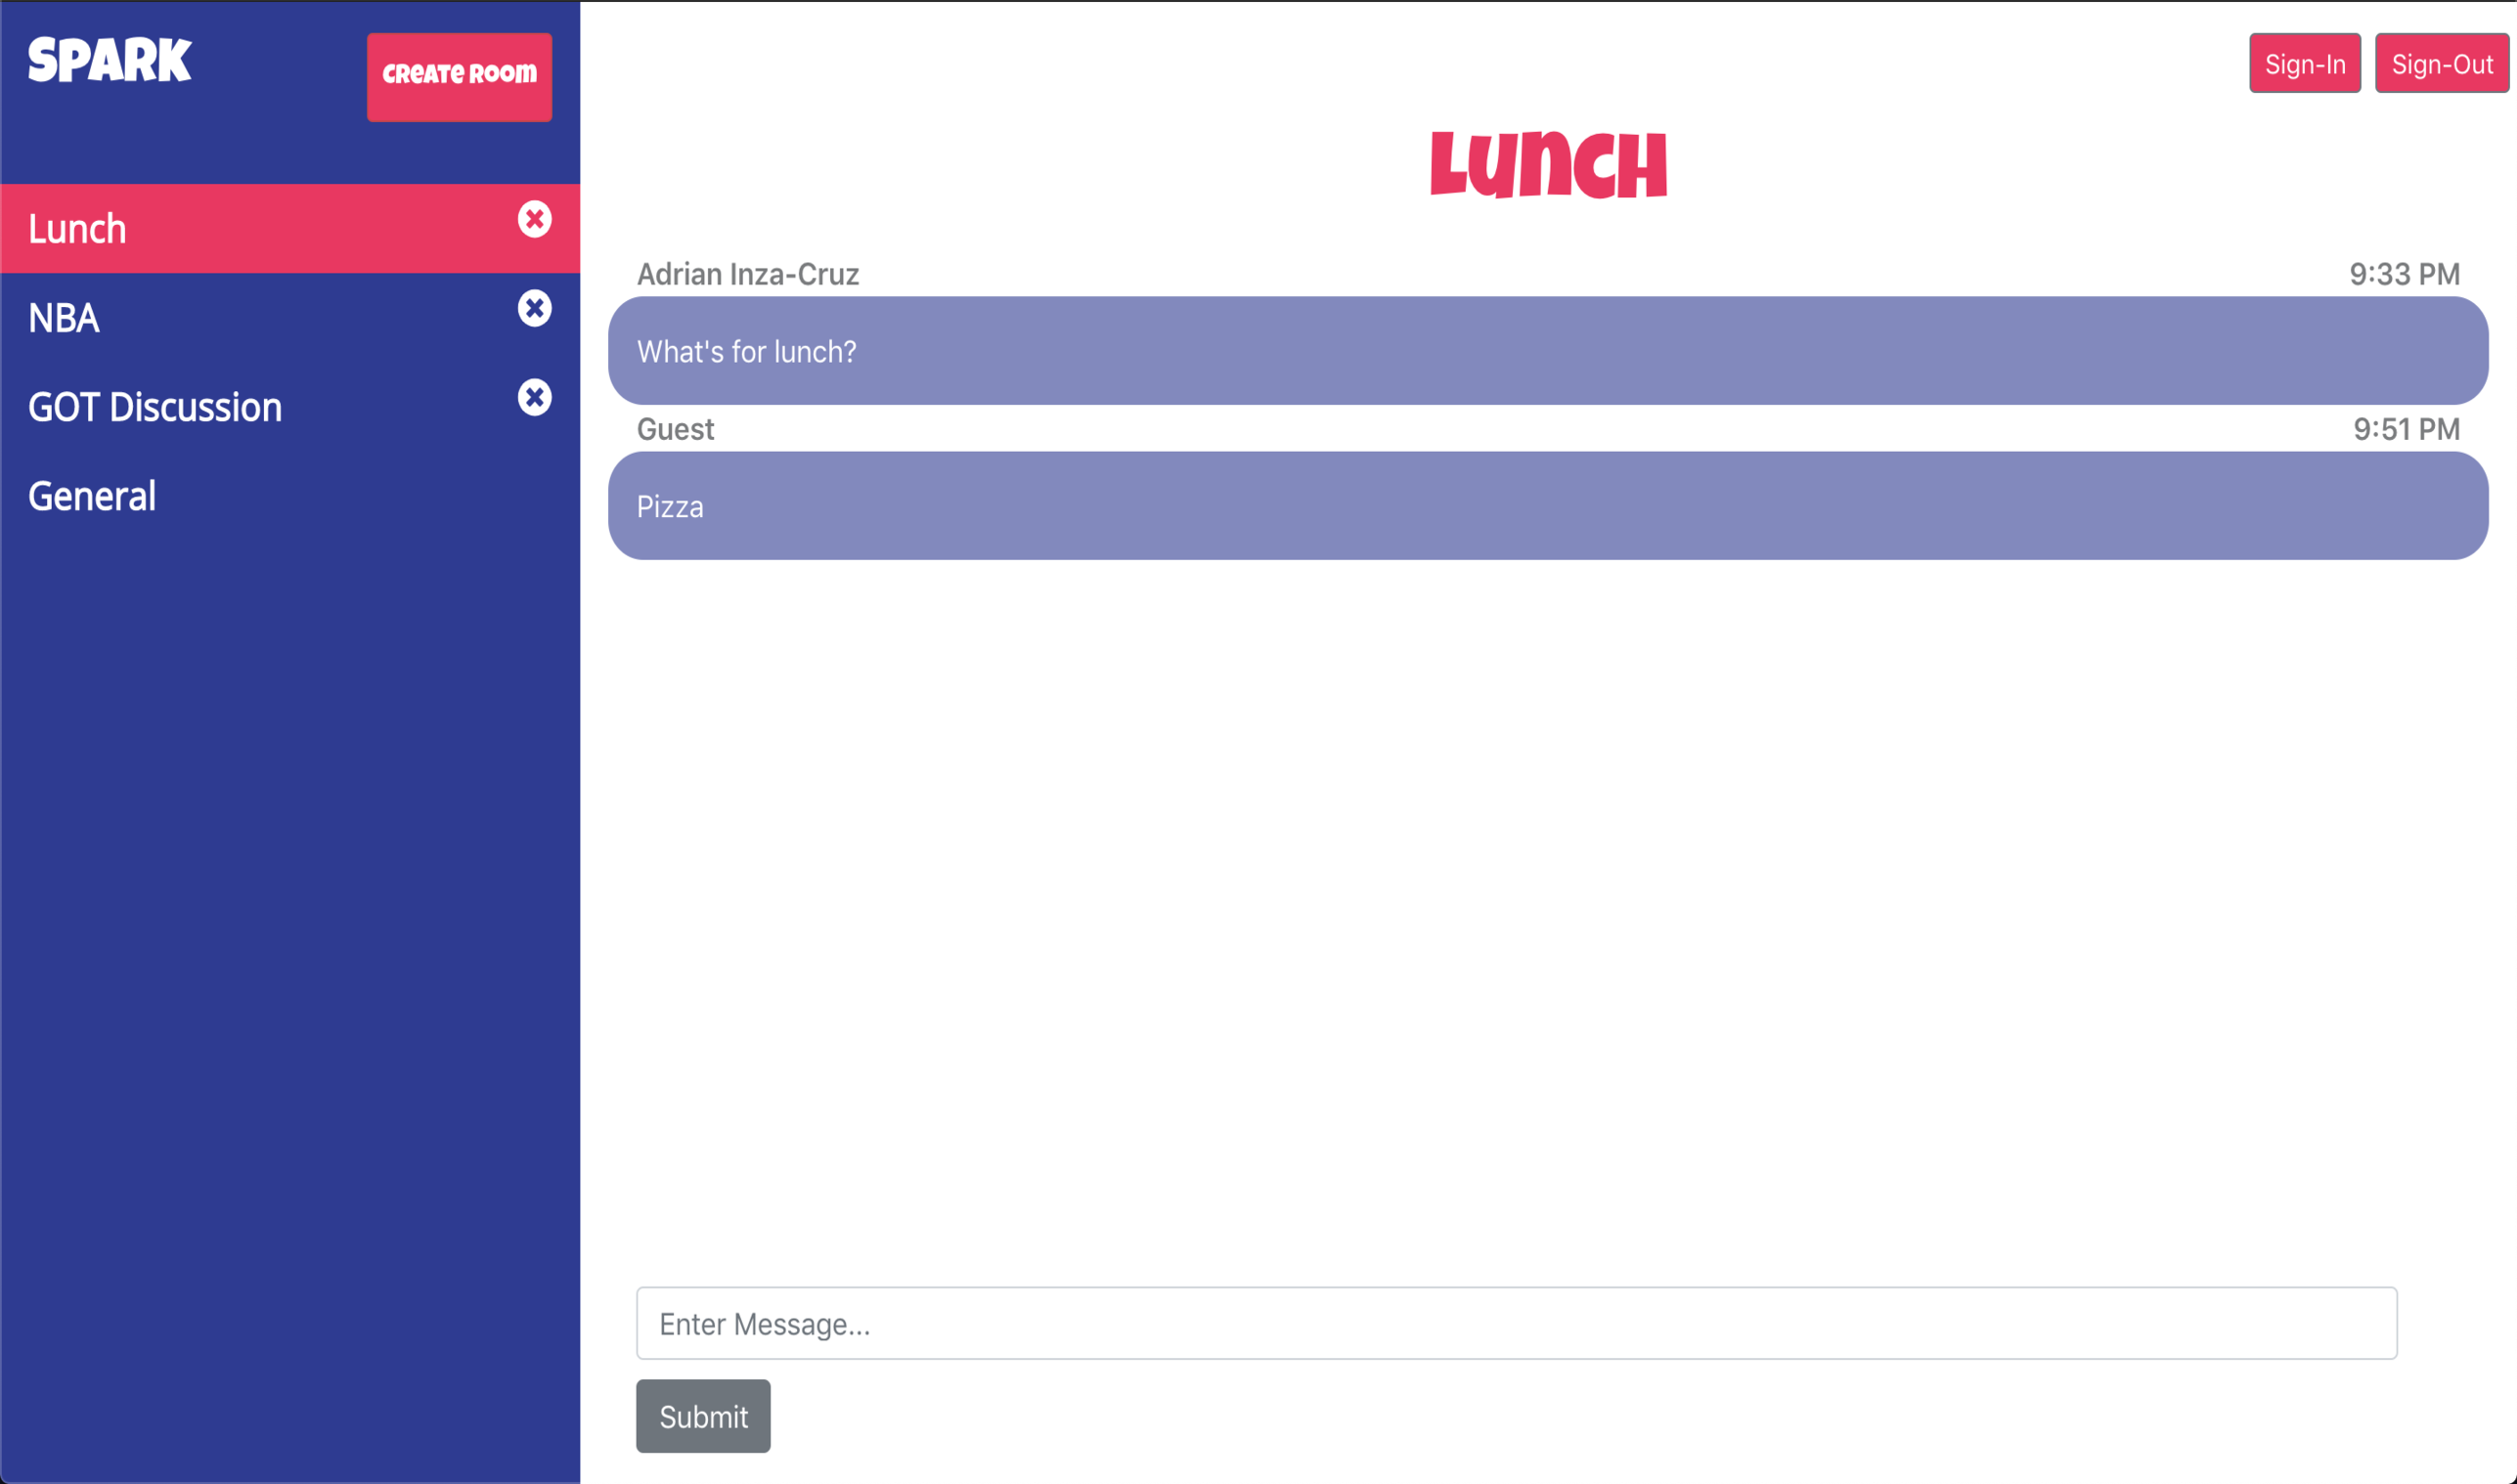 SPARK
CREATE ROOM
Sign-In
Sign-Out
Lunch
NBA
GOT Discussion
General
LUNCH
Adrian Inza-Cruz
9:33 PM
What's for lunch?
Guest
9:51 PM
Pizza
Enter Message...
Submit